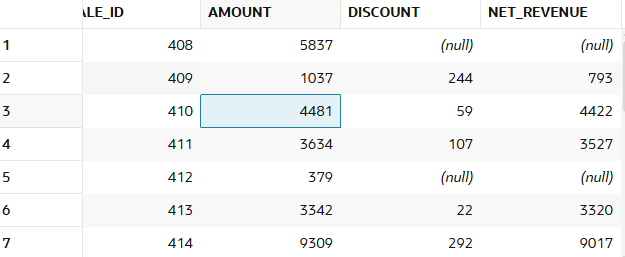 ALE_ID AMOUNT DISCOUNT NET_REVENUE
1 408 5837 (null) (null)
2 409 1037 244 793
3 410 4481 59 4422
4 411 3634 107 3527
5 412 379 (null) (null)
6 413 3342 22 3320
7 414 9309 292 9017